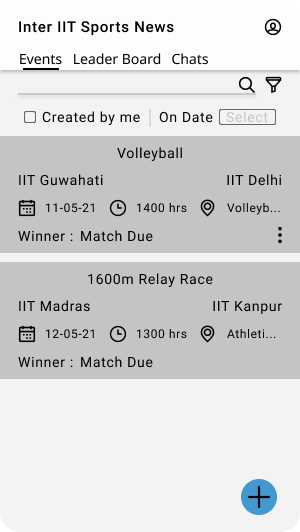 Inter IIT Sports News
Events Leader Board Chats
Created by me On Date Select
Volleyball
IIT Guwahati IIT Delhi
11-05-21 1400 hrs Volleyb...
Winner : Match Due
1600m Relay Race
IIT Madras IIT Kanpur
12-05-21 1300 hrs Athleti...
Winner : Match Due